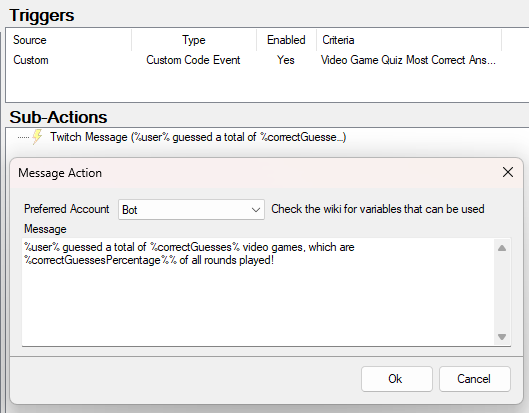 Triggers
Source Type Enabled Criteria
Custom Custom Code Event Yes Video Game Quiz Most Correct Ans...
Sub-Actions
Twitch Message (%user% guessed a total of %correctGuesse...)
Message Action
Preferred Account Bot Check the wiki for variables that can be used
Message
%user% guessed a total of %correctGuesses% video games, which are
%correctGuessesPercentage%% of all rounds played!
Ok Cancel